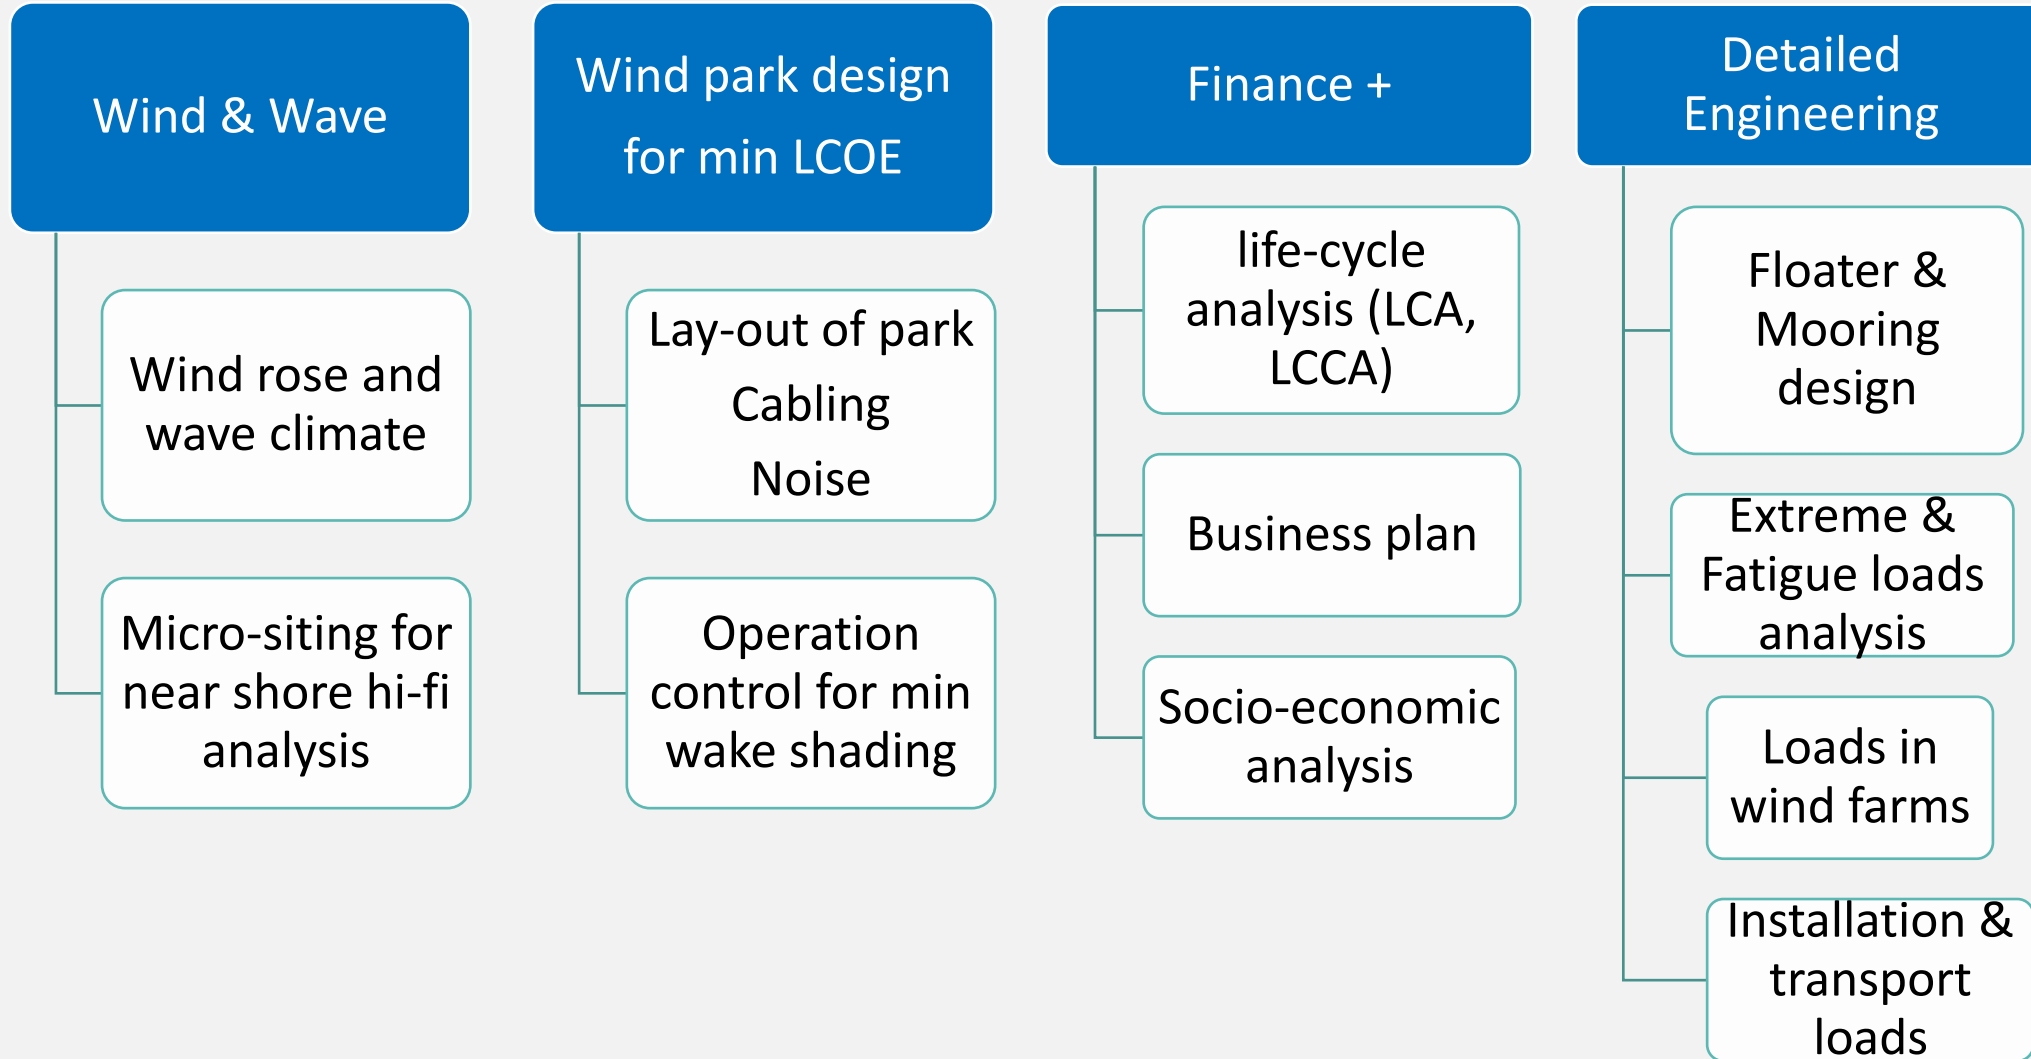 Wind & Wave
Wind rose and
wave climate
Micro-siting for
near shore hi-fi
analysis
Wind park design
for min LCOE
Lay-out of park
Cabling
Noise
Operation
control for min
wake shading
Finance +
life-cycle
analysis (LCA,
LCCA)
Business plan
Socio-economic
analysis
Detailed
Engineering
Floater &
Mooring
design
Extreme &
Fatigue loads
analysis
Loads in
wind farms
Installation &
transport
loads